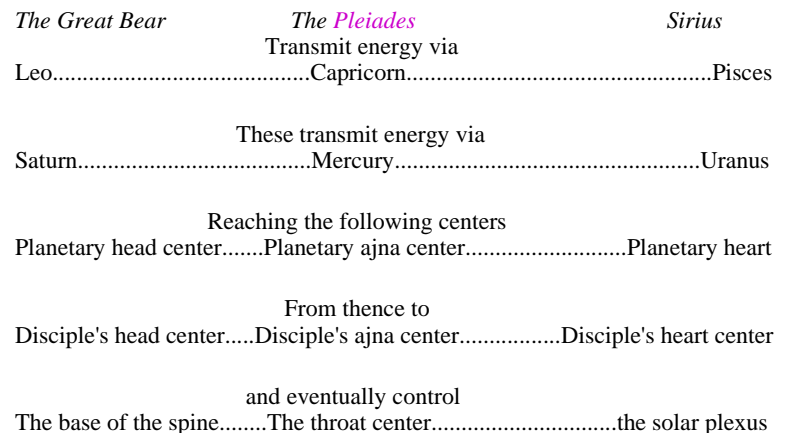 The Great Bear The Pleiades Sirius
Transmit energy via
Leo...........................................Capricorn...................................................Pisces
These transmit energy via
Saturn.......................................Mercury...................................................Uranus
Reaching the following centers
Planetary head center.......Planetary ajna center...........................Planetary heart
From thence to
Disciple's head center.....Disciple's ajna center.................Disciple's heart center
and eventually control
The base of the spine........The throat center...............................the solar plexus